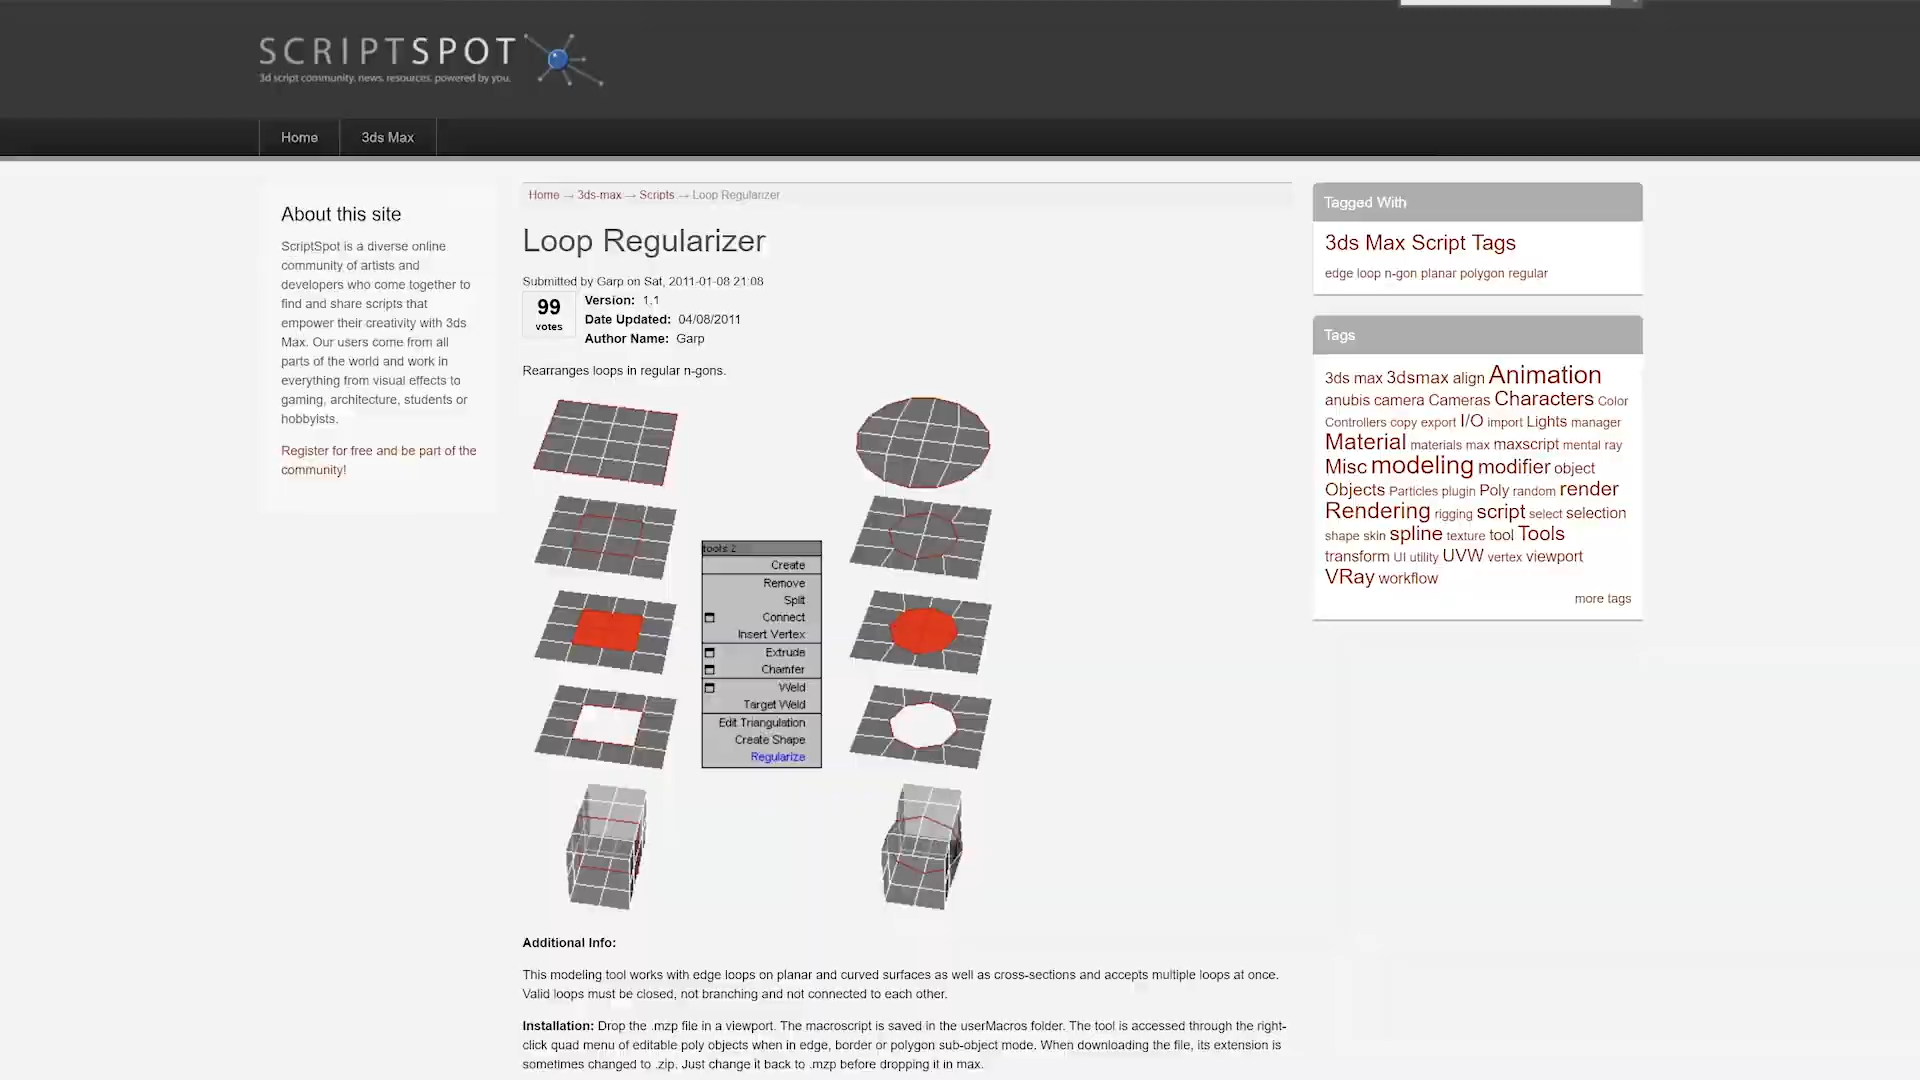 SCRIPTSPOT
3d script community. news. resources. powered by you.
Home
3ds Max
About this site
ScriptSpot is a diverse online
community of artists and
developers who come together to
find and share scripts that
empower their creativity with 3ds
Max. Our users come from all
parts of the world and work in
everything from visual effects to
gaming, architecture, students or
hobbyists.
Register for free and be part of the
community!
Home → 3ds-max → Scripts → Loop Regularizer
Loop Regularizer
Submitted by Garp on Sat, 2011-01-08 21:08
99
votes
Version: 1.1
Date Updated: 04/08/2011
Author Name: Garp
Rearranges loops in regular n-gons.
tools 2
Create
Remove
Split
Connect
Insert Vertex
Extrude
Chamfer
Weld
Target Weld
Edit Triangulation
Create Shape
Regularize
Additional Info:
This modeling tool works with edge loops on planar and curved surfaces as well as cross-sections and accepts multiple loops at once.
Valid loops must be closed, not branching and not connected to each other.
Installation: Drop the .mzp file in a viewport. The macroscript is saved in the userMacros folder. The tool is accessed through the right-
click quad menu of editable poly objects when in edge, border or polygon sub-object mode. When downloading the file, its extension is
sometimes changed to .zip. Just change it back to .mzp before dropping it in max.
Tagged With
3ds Max Script Tags
edge loop n-gon planar polygon regular
Tags
3ds max 3dsmax align Animation
anubis camera Cameras Characters Color
Controllers copy export I/O import Lights manager
Material materials max maxscript mental ray
Misc modeling modifier object
Objects Particles plugin Poly random render
Rendering rigging script select selection
shape skin spline texture tool Tools
transform UI utility UVW vertex viewport
VRay workflow
more tags